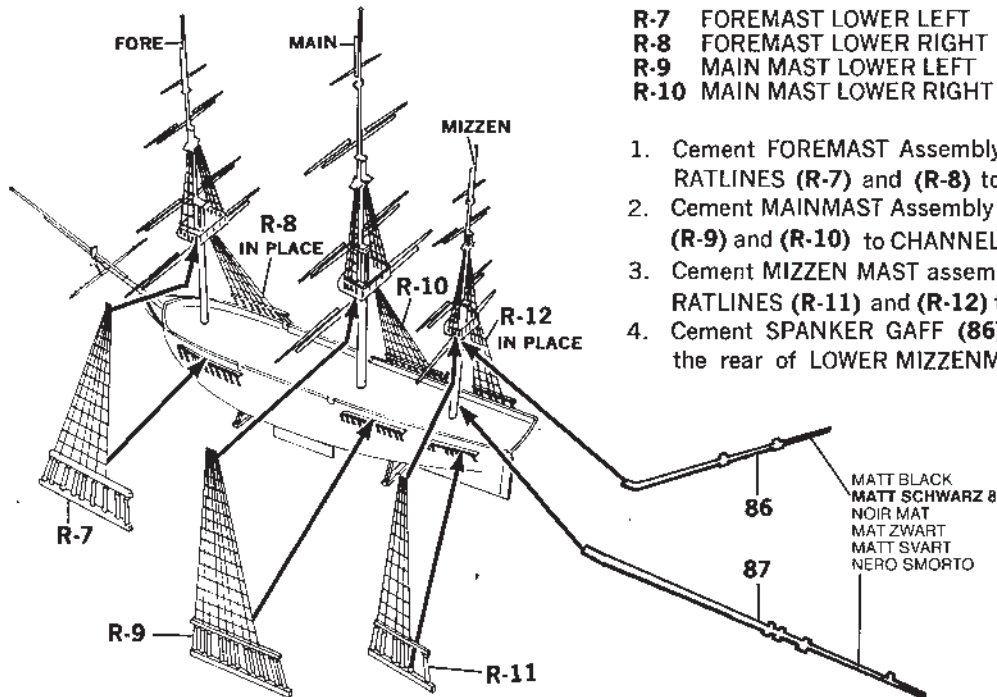 R-7 FOREMAST LOWER LEFT
R-8 FOREMAST LOWER RIGHT
R-9 MAIN MAST LOWER LEFT
R-10 MAIN MAST LOWER RIGHT
1. Cement FOREMAST Assembly
RATLINES (R-7) and (R-8) to
2. Cement MAINMAST Assembly
(R-9) and (R-10) to CHANNEL
3. Cement MIZZEN MAST assem
RATLINES (R-11) and (R-12)
4. Cement SPANKER GAFF (86)
the rear of LOWER MIZZENM
FORE
MAIN
MIZZEN
R-8
IN PLACE
R-10
R-12
IN PLACE
R-7
R-9
R-11
86
87
MATT BLACK
MATT SCHWARZ 8
NOIR MAT
MAT ZWART
MATT SVART
NERO SMORTO